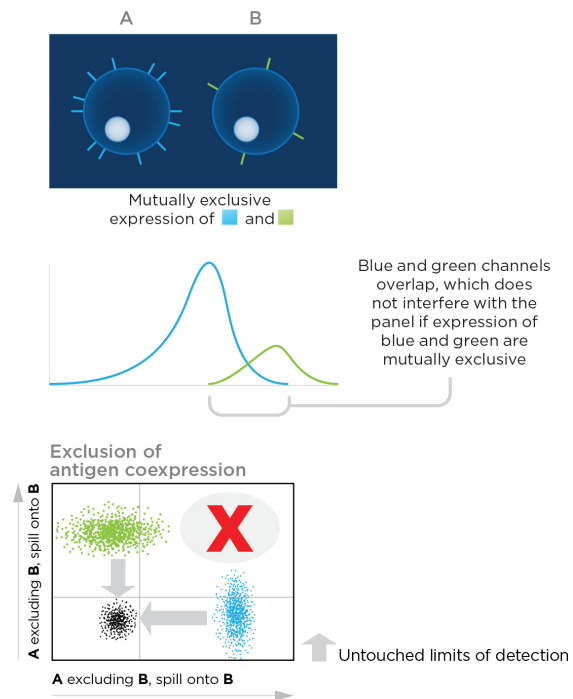 A
B
Mutually exclusive
expression of and
Blue and green channels
overlap, which does
not interfere with the
panel if expression of
blue and green are
mutually exclusive
Exclusion of
antigen coexpression
A excluding B, spill onto B
X
Untouched limits of detection
A excluding B, spill onto B